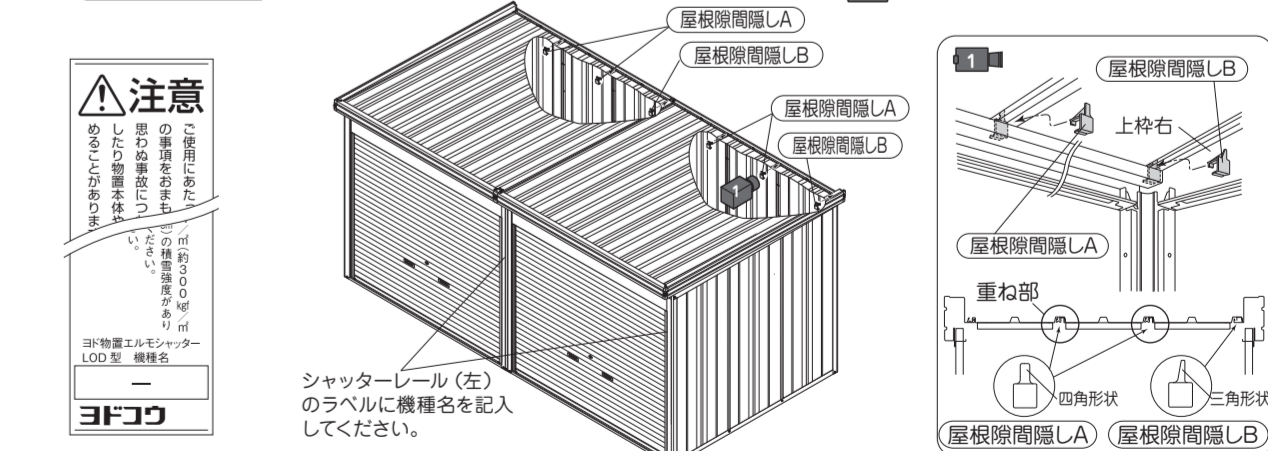 注意
ご使用にあたっ
の事項をおまも
思わぬ事故につ
したり物置本体や
めることがありま
／㎡（約３００㎏f／㎡
の積雪強度があり
ください。
い。
ヨド物置エルモシャッター
LOD 型 機種名
ー
ヨドコウ
屋根隙間隠しA
屋根隙間隠しB
屋根隙間隠しA
屋根隙間隠しB
1
シャッターレール（左）
のラベルに機種名を記入
してください。
1
屋根隙間隠しB
上枠右
屋根隙間隠しA
重ね部
四角形状
三角形状
屋根隙間隠しA
屋根隙間隠しB